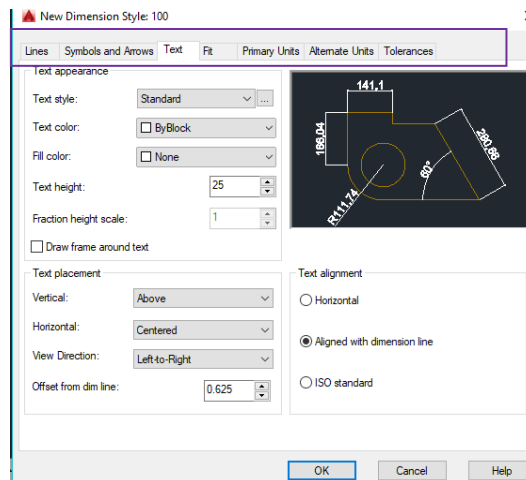 New Dimension Style: 100
Lines Symbols and Arrows Text Fit Primary Units Alternate Units Tolerances
Text appearance
Text style: Standard ...
Text color: ByBlock
Fill color: None
Text height: 25
Fraction height scale: 1
Draw frame around text
141,1
166,04
280,66
60°
R111,74
Text placement
Vertical: Above
Horizontal: Centered
View Direction: Left-to-Right
Offset from dim line: 0.625
Text alignment
Horizontal
Aligned with dimension line
ISO standard
OK Cancel Help